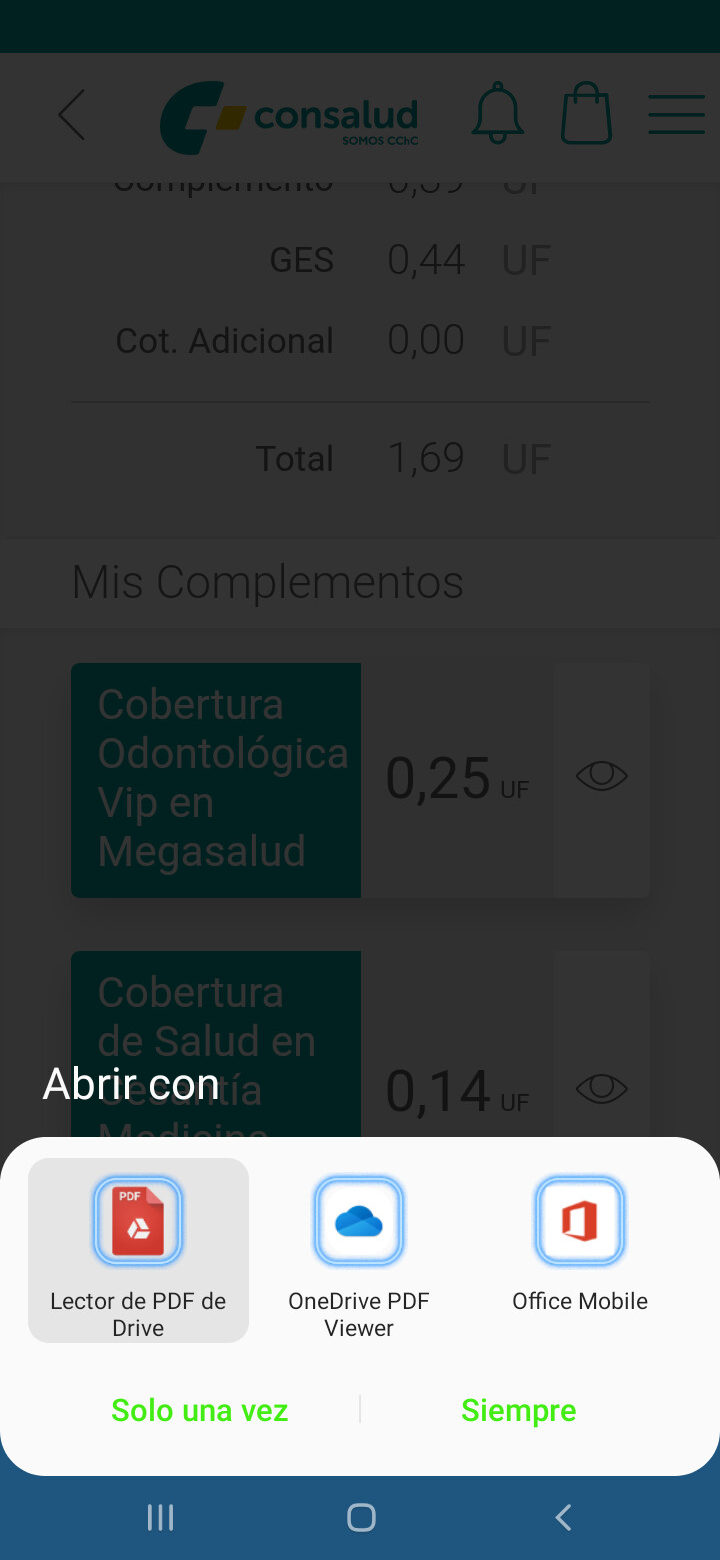 consalud
SOMOS CChC
Complemento 0,39 UF
GES 0,44 UF
Cot. Adicional 0,00 UF
Total 1,69 UF
Mis Complementos
Cobertura
Odontológica
Vip en
Megasalud
0,25 UF
Cobertura
de Salud en
Cesantía
Medicina
0,14 UF
Abrir con
PDF
Lector de PDF de
Drive
OneDrive PDF
Viewer
Office Mobile
Solo una vez
Siempre